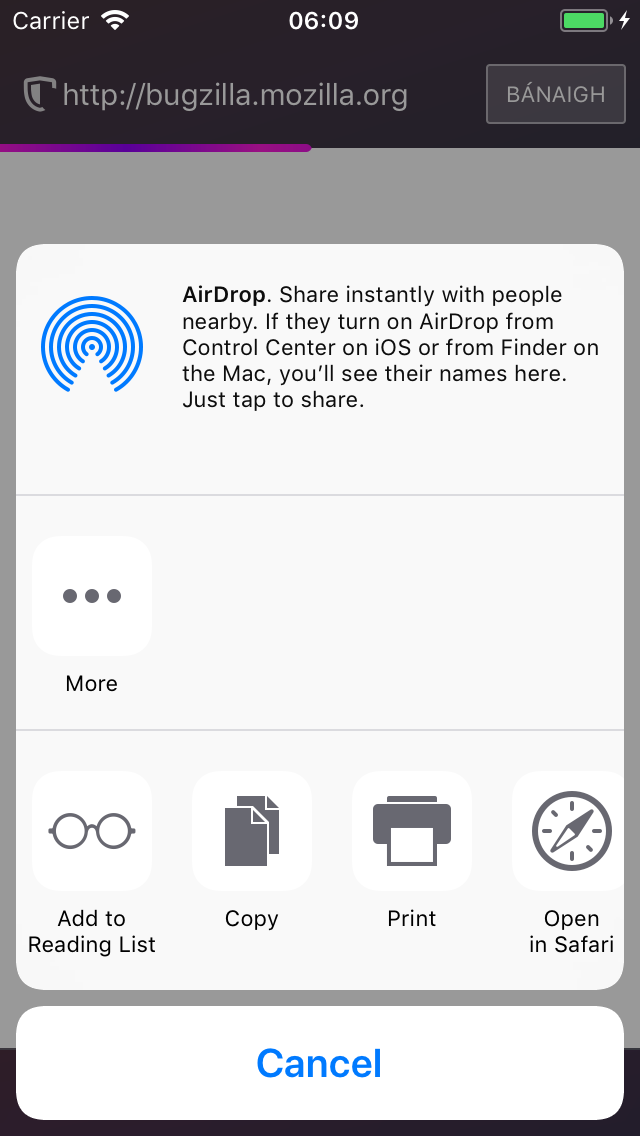 Carrier
06:09
http://bugzilla.mozilla.org
BÁNAIGH
AirDrop. Share instantly with people
nearby. If they turn on AirDrop from
Control Center on iOS or from Finder on
the Mac, you’ll see their names here.
Just tap to share.
More
Add to
Reading List
Copy
Print
Open
in Safari
Cancel